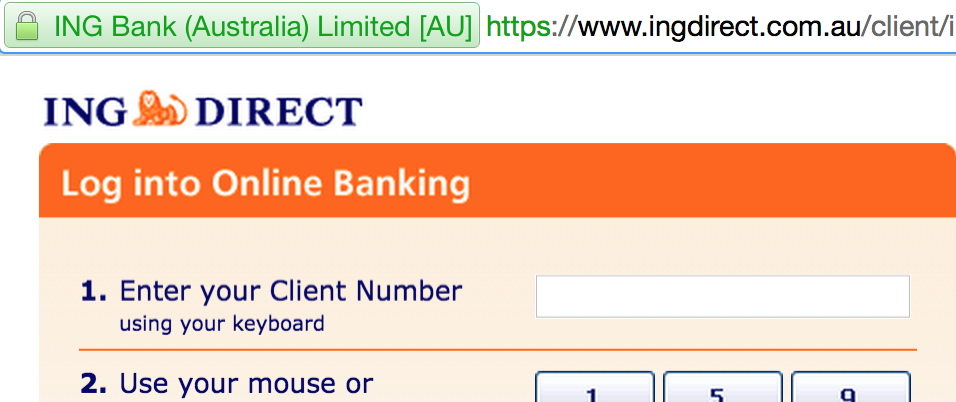 ING Bank (Australia) Limited [AU] https://www.ingdirect.com.au/client/i
ING DIRECT
Log into Online Banking
1. Enter your Client Number
using your keyboard
2. Use your mouse or
1 5 9